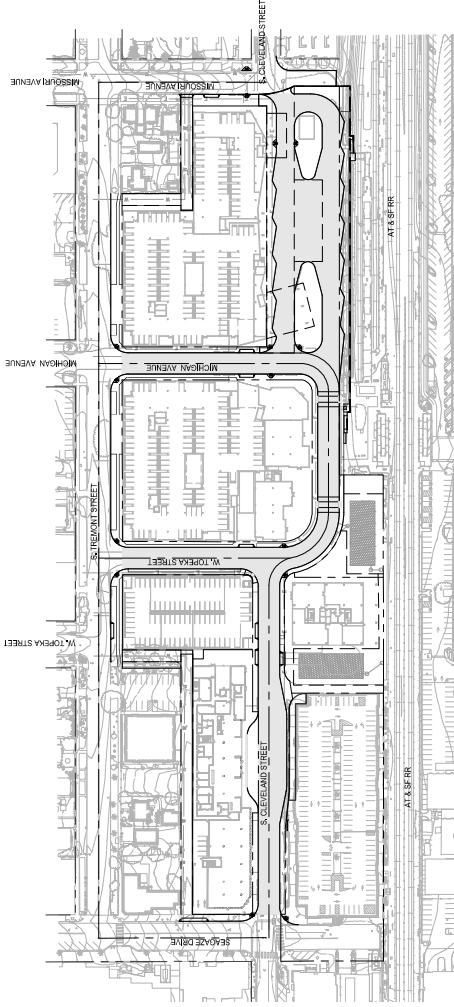 S. CLEVELAND STREET
MISSOURI AVENUE
MISSOURI AVENUE
AT & SF RR
MICHIGAN AVENUE
MICHIGAN AVENUE
S. TREMONT STREET
W. TOPEKA STREET
W. TOPEKA STREET
S. CLEVELAND STREET
AT & SF RR
SEAGAZE DRIVE